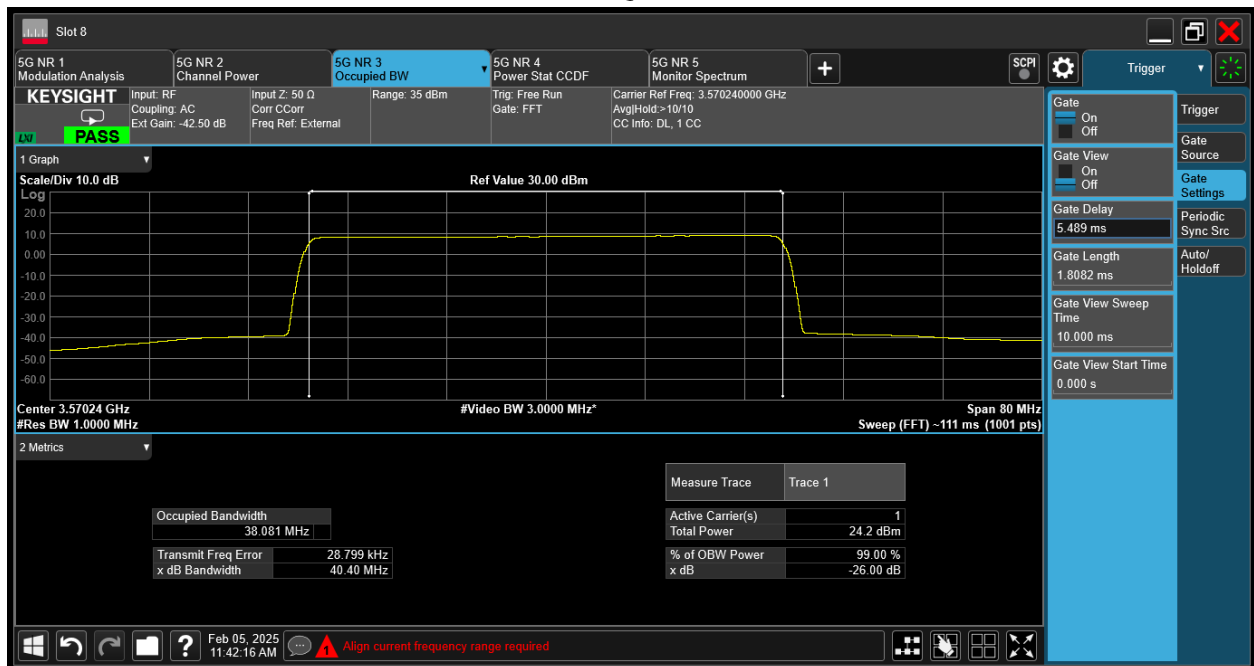 Slot 8
5G NR 1
Modulation Analysis
5G NR 2
Channel Power
5G NR 3
Occupied BW
5G NR 4
Power Stat CCDF
5G NR 5
Monitor Spectrum
SCPI
Trigger
KEYSIGHT
LXI
PASS
Input: RF
Coupling: AC
Ext Gain: -42.50 dB
Input Z: 50 Ω
Corr CCorr
Freq Ref: External
Range: 35 dBm
Trig: Free Run
Gate: FFT
Carrier Ref Freq: 3.570240000 GHz
Avg|Hold:>10/10
CC Info: DL, 1 CC
1 Graph
Scale/Div 10.0 dB
Ref Value 30.00 dBm
Log
20.0
10.0
0.00
-10.0
-20.0
-30.0
-40.0
-50.0
-60.0
Center 3.57024 GHz
#Video BW 3.0000 MHz*
Span 80 MHz
#Res BW 1.0000 MHz
Sweep (FFT) ~111 ms (1001 pts)
2 Metrics
Measure Trace
Trace 1
Occupied Bandwidth
38.081 MHz
Active Carrier(s)
1
Total Power
24.2 dBm
Transmit Freq Error
28.799 kHz
x dB Bandwidth
40.40 MHz
% of OBW Power
99.00 %
x dB
-26.00 dB
Gate
On
Off
Gate View
On
Off
Gate Delay
5.489 ms
Gate Length
1.8082 ms
Gate View Sweep
Time
10.000 ms
Gate View Start Time
0.000 s
Trigger
Gate
Source
Gate
Settings
Periodic
Sync Src
Auto/
Holdoff
?
Feb 05, 2025
11:42:16 AM
1
Align current frequency range required